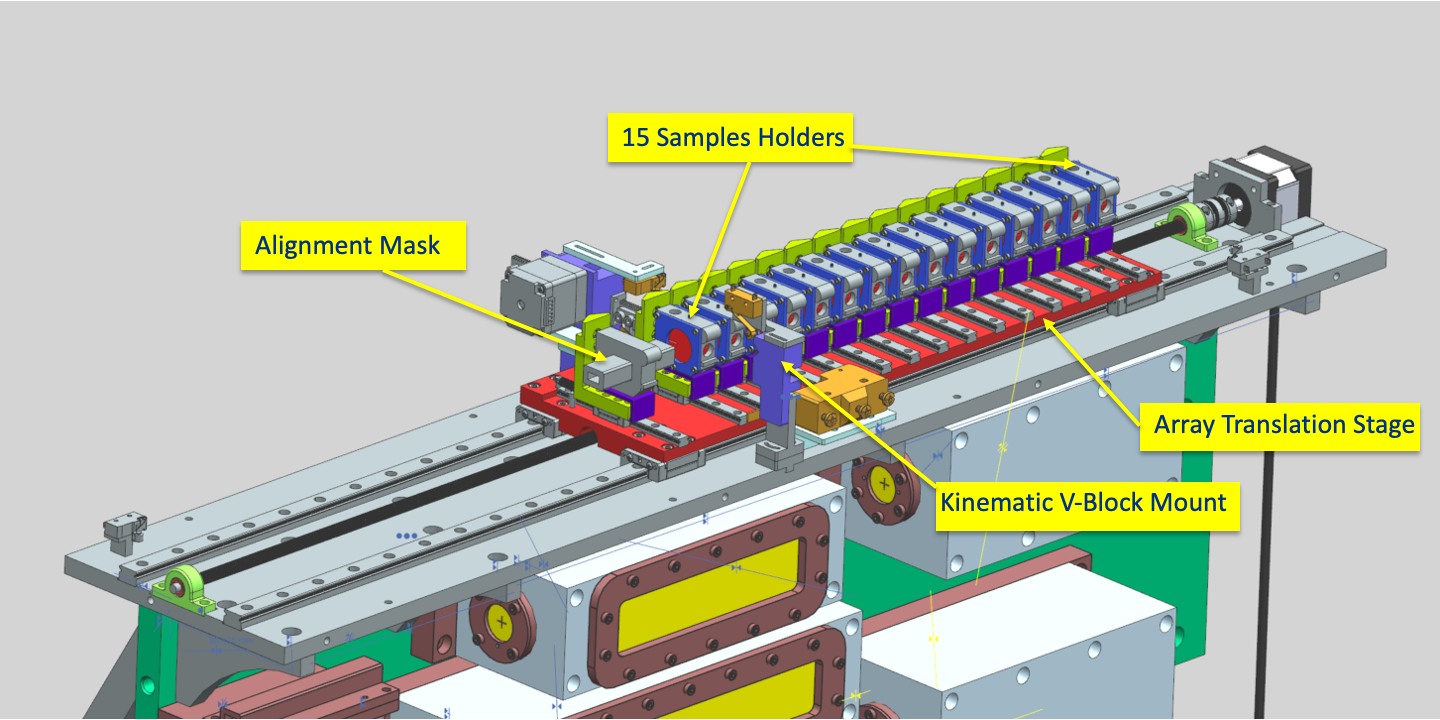 15 Samples Holders
Alignment Mask
Array Translation Stage
Kinematic V-Block Mount